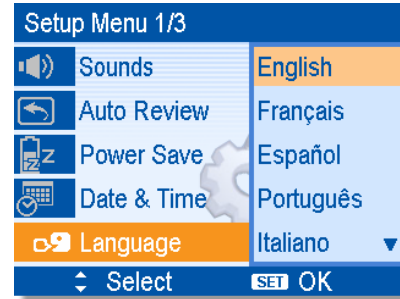 Setup Menu 1/3
Sounds English
Auto Review Français
Power Save Español
zz Z
Date & Time Português
Language Italiano
Select SET OK